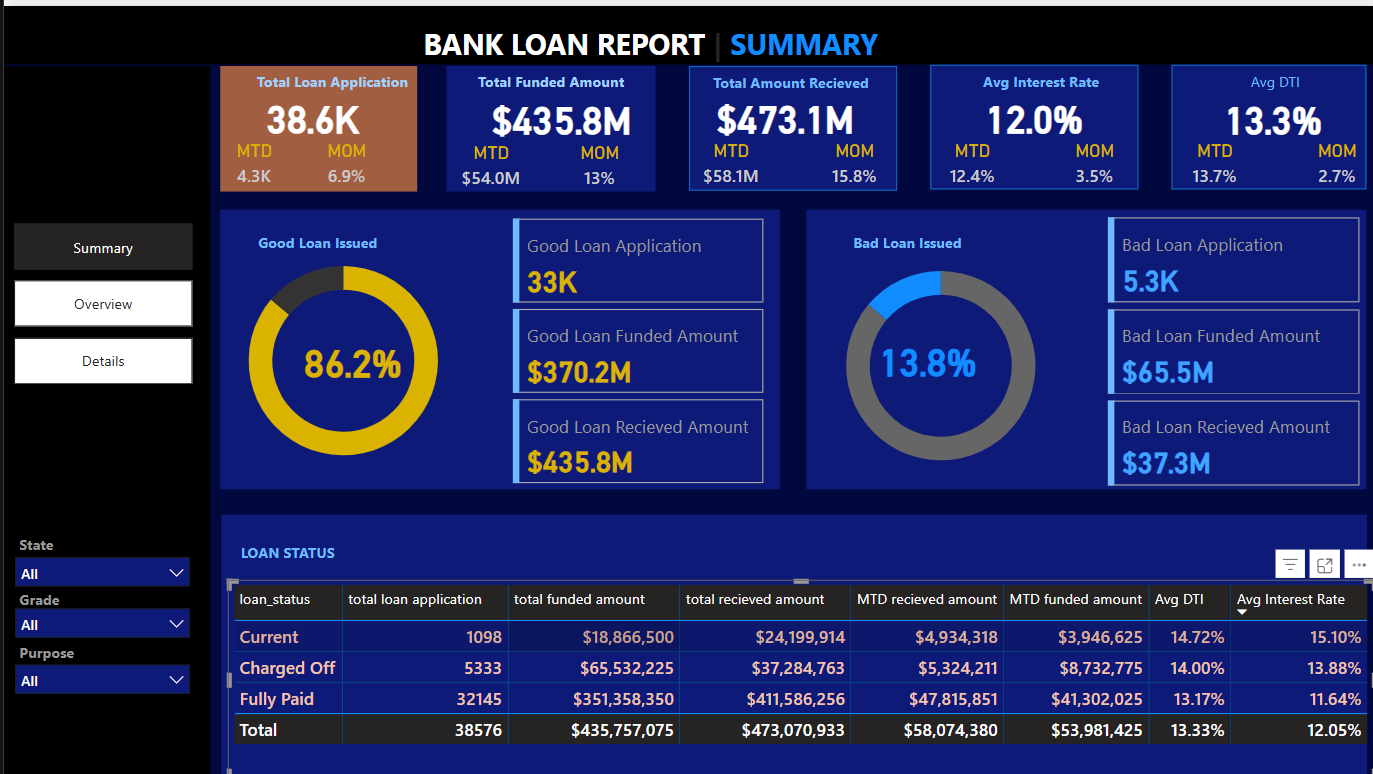 BANK LOAN REPORT | SUMMARY
Total Loan Application
38.6K
MTD MOM
4.3K 6.9%
Total Funded Amount
$435.8M
MTD MOM
$54.0M 13%
Total Amount Recieved
$473.1M
MTD MOM
$58.1M 15.8%
Avg Interest Rate
12.0%
MTD MOM
12.4% 3.5%
Avg DTI
13.3%
MTD MOM
13.7% 2.7%
Summary
Overview
Details
Good Loan Issued
86.2%
Good Loan Application
33K
Good Loan Funded Amount
$370.2M
Good Loan Recieved Amount
$435.8M
Bad Loan Issued
13.8%
Bad Loan Application
5.3K
Bad Loan Funded Amount
$65.5M
Bad Loan Recieved Amount
$37.3M
State
All
Grade
All
Purpose
All
LOAN STATUS
loan_status total loan application total funded amount total recieved amount MTD recieved amount MTD funded amount Avg DTI Avg Interest Rate
Current 1098 $18,866,500 $24,199,914 $4,934,318 $3,946,625 14.72% 15.10%
Charged Off 5333 $65,532,225 $37,284,763 $5,324,211 $8,732,775 14.00% 13.88%
Fully Paid 32145 $351,358,350 $411,586,256 $47,815,851 $41,302,025 13.17% 11.64%
Total 38576 $435,757,075 $473,070,933 $58,074,380 $53,981,425 13.33% 12.05%